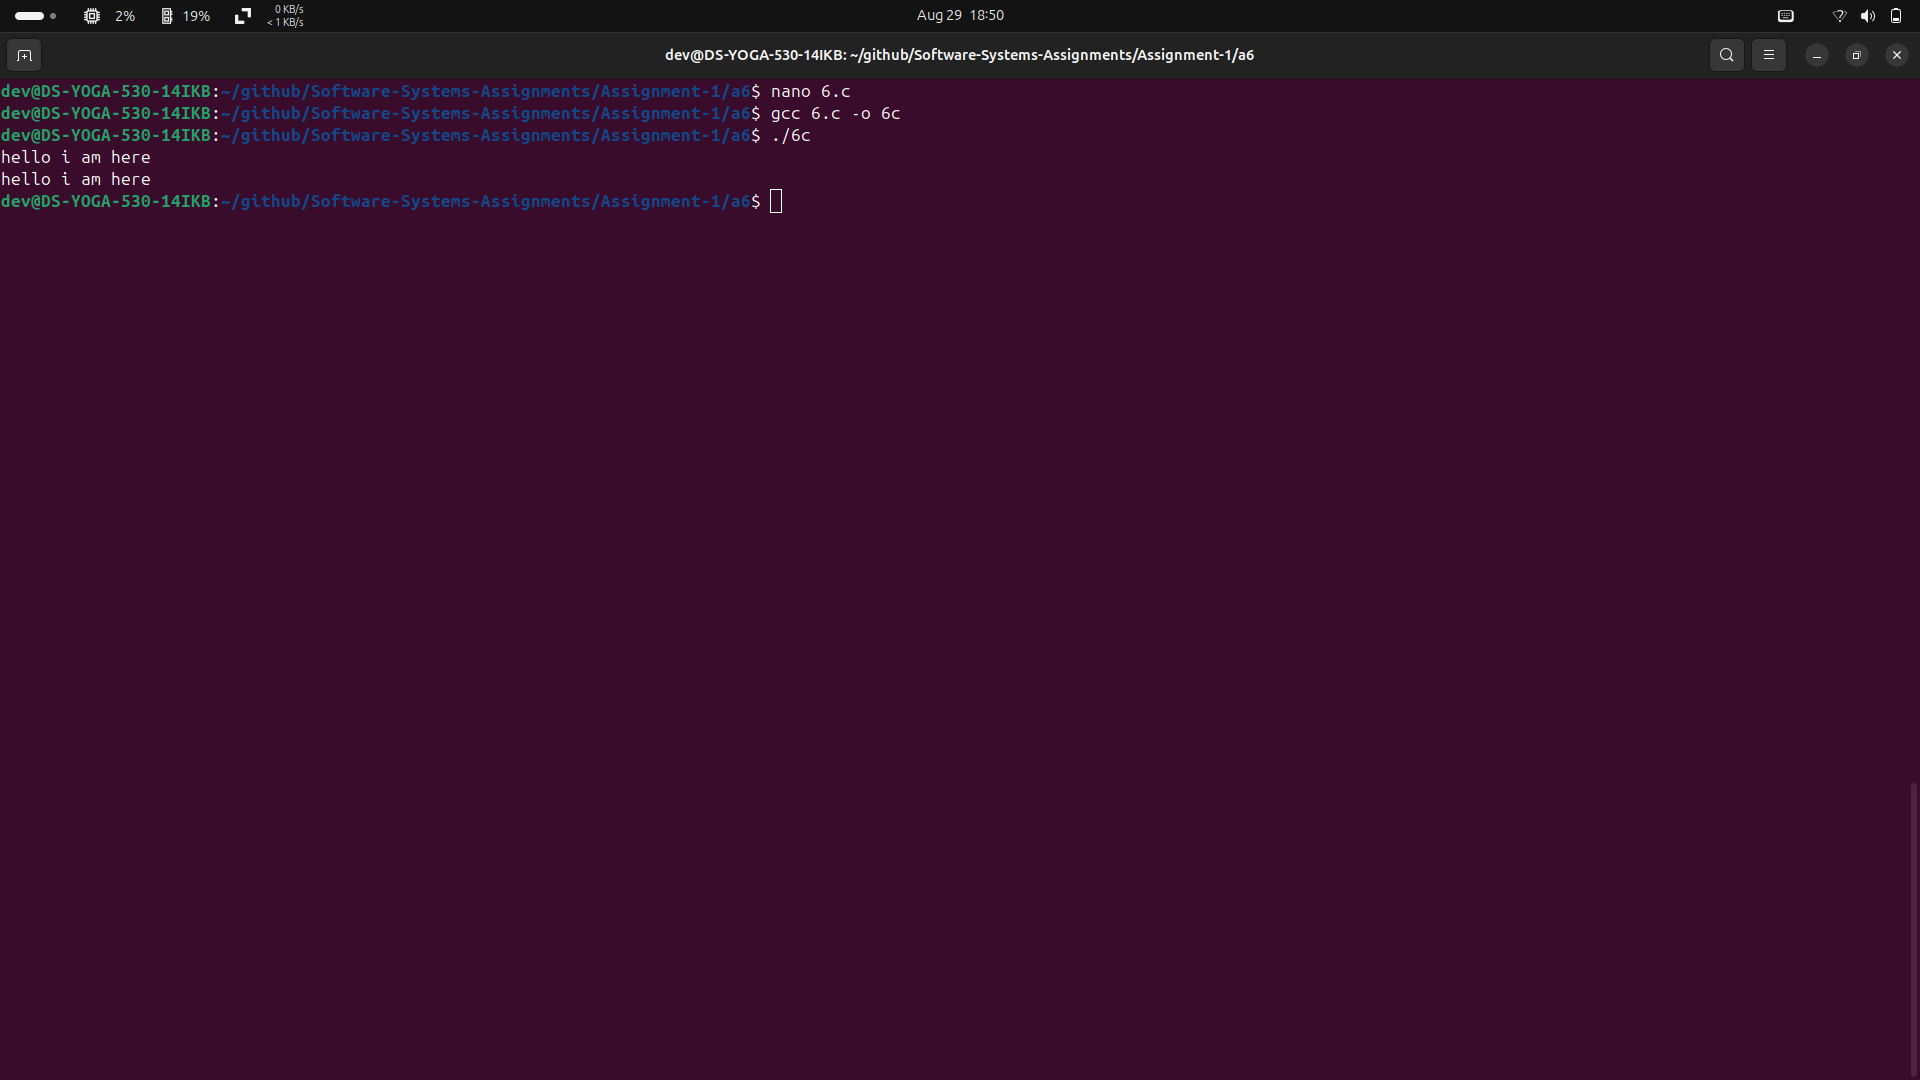 2% 19% 0 KB/s
< 1 KB/s
Aug 29 18:50
dev@DS-YOGA-530-14IKB: ~/github/Software-Systems-Assignments/Assignment-1/a6
dev@DS-YOGA-530-14IKB:~/github/Software-Systems-Assignments/Assignment-1/a6$ nano 6.c
dev@DS-YOGA-530-14IKB:~/github/Software-Systems-Assignments/Assignment-1/a6$ gcc 6.c -o 6c
dev@DS-YOGA-530-14IKB:~/github/Software-Systems-Assignments/Assignment-1/a6$ ./6c
hello i am here
hello i am here
dev@DS-YOGA-530-14IKB:~/github/Software-Systems-Assignments/Assignment-1/a6$